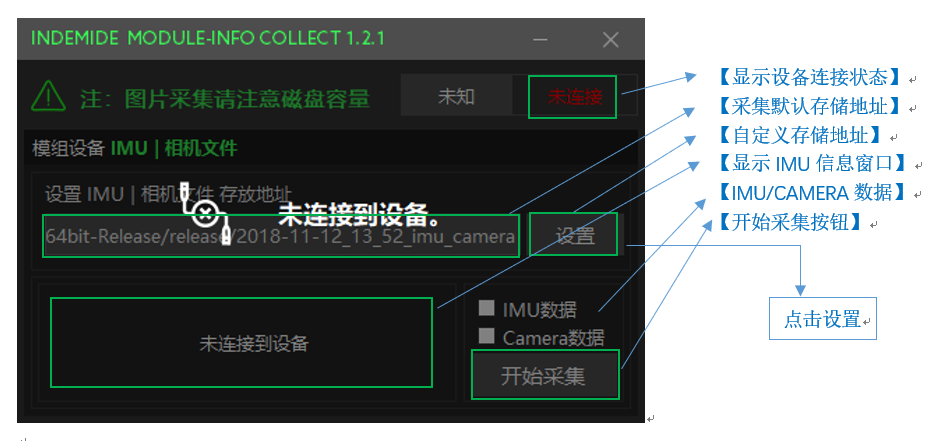 INDEMIDE MODULE-INFO COLLECT 1.2.1
注：图片采集请注意磁盘容量
未知
未连接
模组设备 IMU | 相机文件
设置 IMU | 相机文件 存放地址
未连接到设备。
64bit-Release/release/2018-11-12_13_52_imu_camera
设置
未连接到设备
IMU数据
Camera数据
开始采集
【显示设备连接状态】
【采集默认存储地址】
【自定义存储地址】
【显示 IMU 信息窗口】
【IMU/CAMERA 数据】
【开始采集按钮】
点击设置